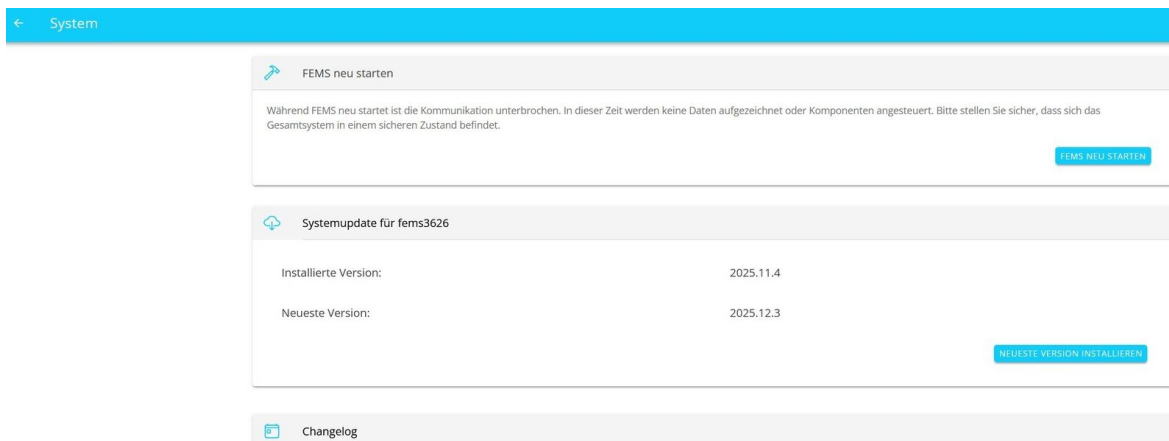 System
FEMS neu starten
Während FEMS neu startet ist die Kommunikation unterbrochen. In dieser Zeit werden keine Daten aufgezeichnet oder Komponenten angesteuert. Bitte stellen Sie sicher, dass sich das
Gesamtsystem in einem sicheren Zustand befindet.
FEMS NEU STARTEN
Systemupdate für fems3626
Installierte Version: 2025.11.4
Neueste Version: 2025.12.3
NEUESTE VERSION INSTALLIEREN
Changelog